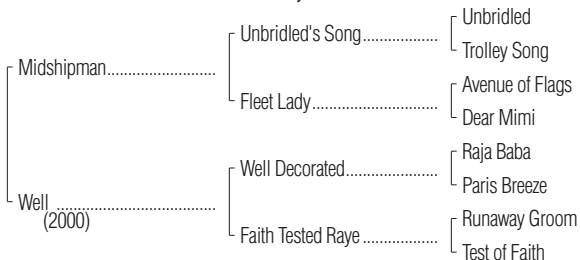 Unbridled
Unbridled's Song..................
Trolley Song
Midshipman..........................
Avenue of Flags
Fleet Lady..............................
Dear Mimi
Raja Baba
Well Decorated......................
Paris Breeze
Well ......................................
(2000)
Runaway Groom
Faith Tested Raye ..................
Test of Faith